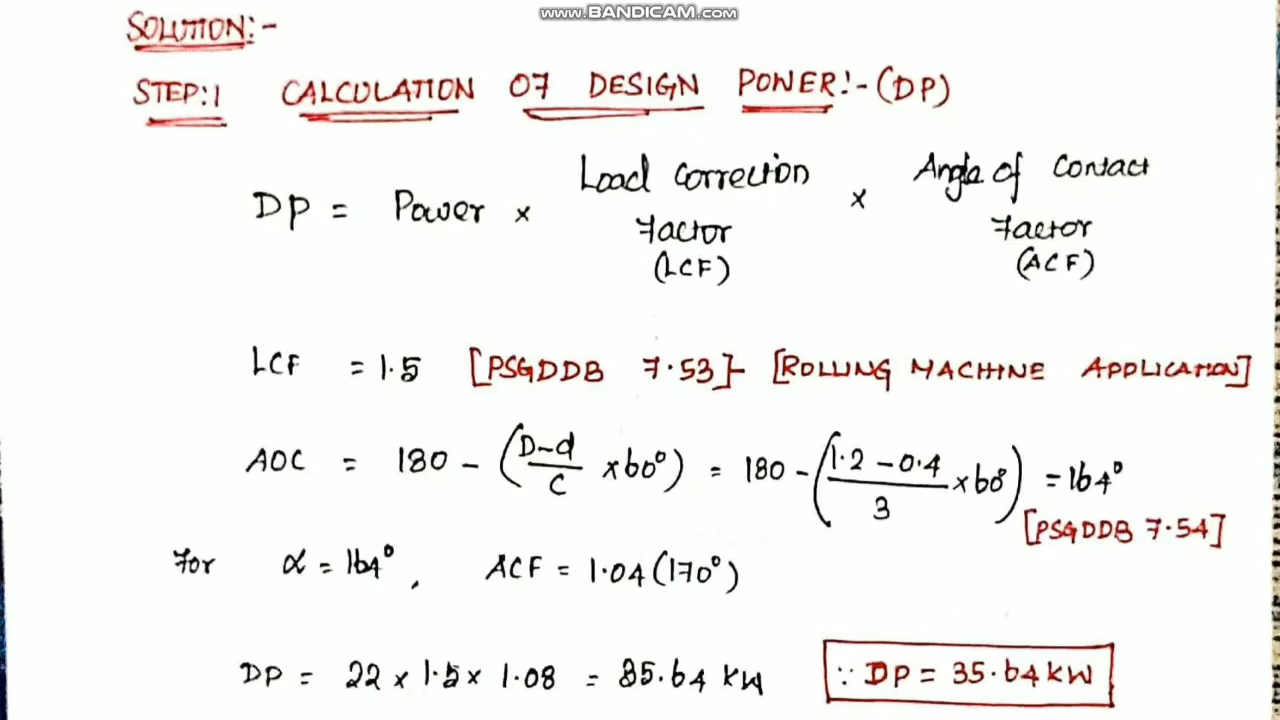 www.BANDICAM.com
SOLUTION:-
STEP:1 CALCULATION OF DESIGN POWER:-(DP)
DP = Power × Load correction Factor (LCF) × Angle of Contact Factor (ACF)
LCF = 1.5 [PSGDDB 7.53]- [ROLLING MACHINE APPLICATION]
AOC = 180 - (D-d/C × 60°) = 180 - (1.2-0.4/3 × 60°) = 164°
[PSGDDB 7.54]
For α = 164°, ACF = 1.04 (170°)
DP = 22 × 1.5 × 1.08 = 35.64 KW ∵ DP = 35.64 KW